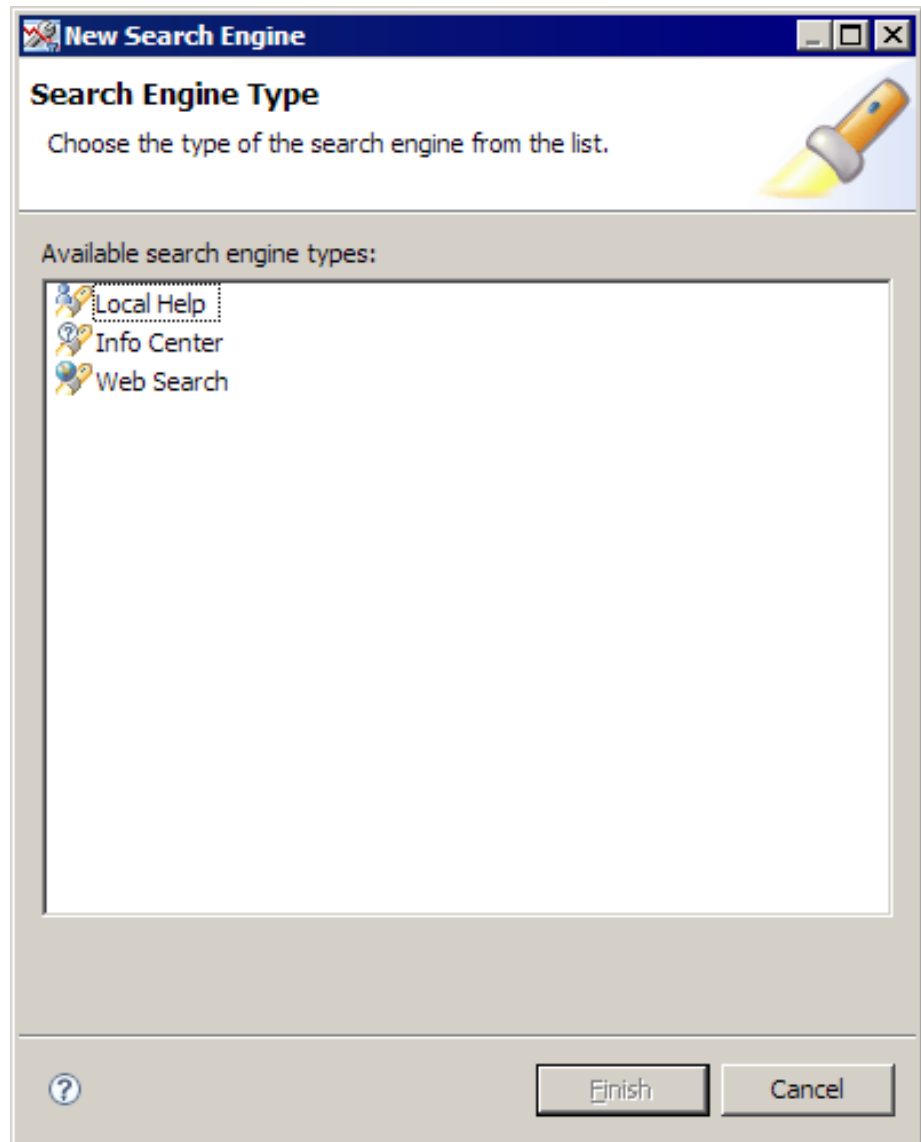 New Search Engine
Search Engine Type
Choose the type of the search engine from the list.
Available search engine types:
Local Help
Info Center
Web Search
Finish
Cancel